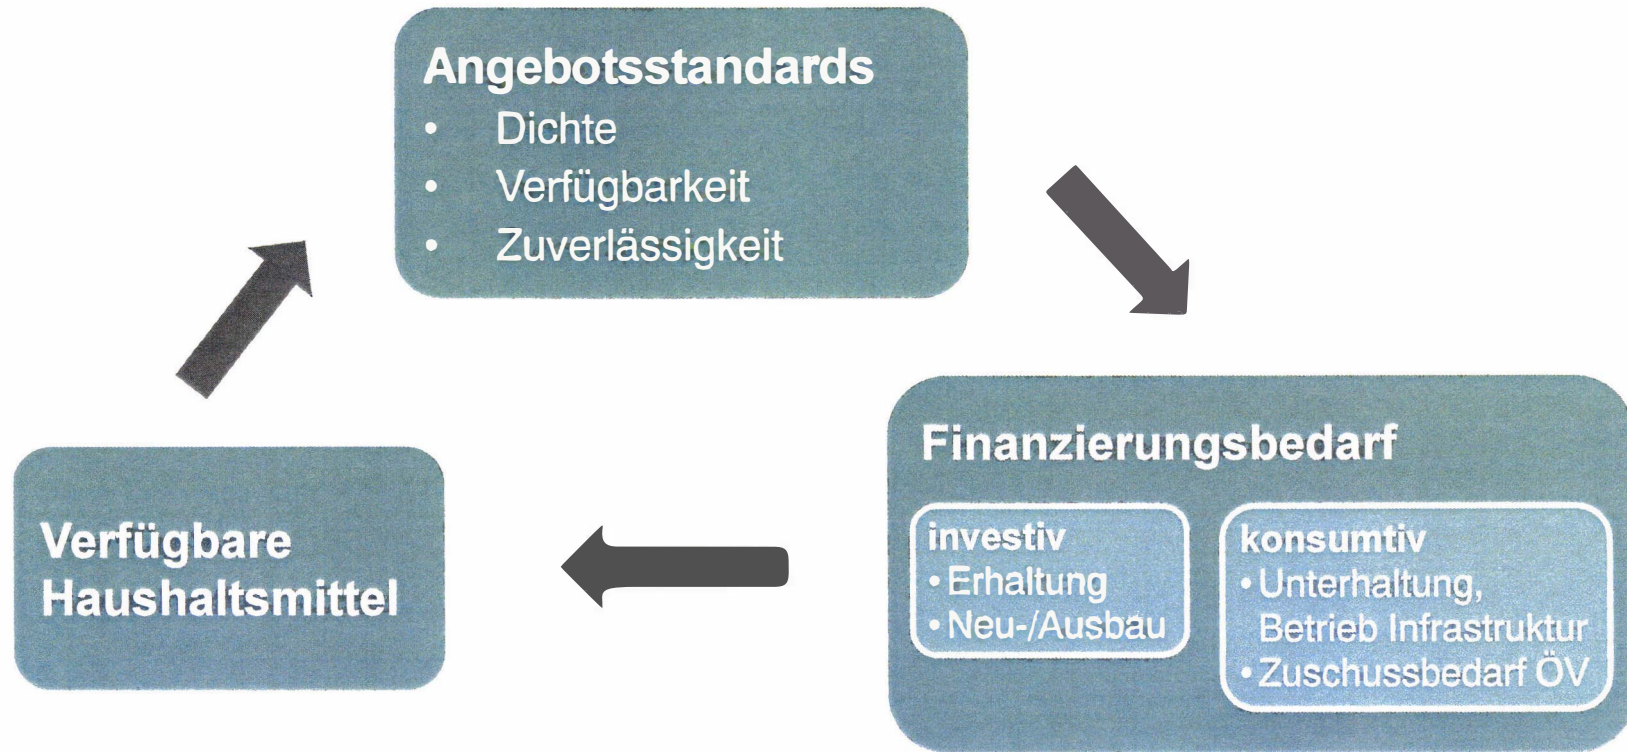 Angebotsstandards
• Dichte
• Verfügbarkeit
• Zuverlässigkeit
Finanzierungsbedarf
investiv
• Erhaltung
• Neu-/Ausbau
konsumtiv
• Unterhaltung,
Betrieb Infrastruktur
• Zuschussbedarf ÖV
Verfügbare
Haushaltsmittel